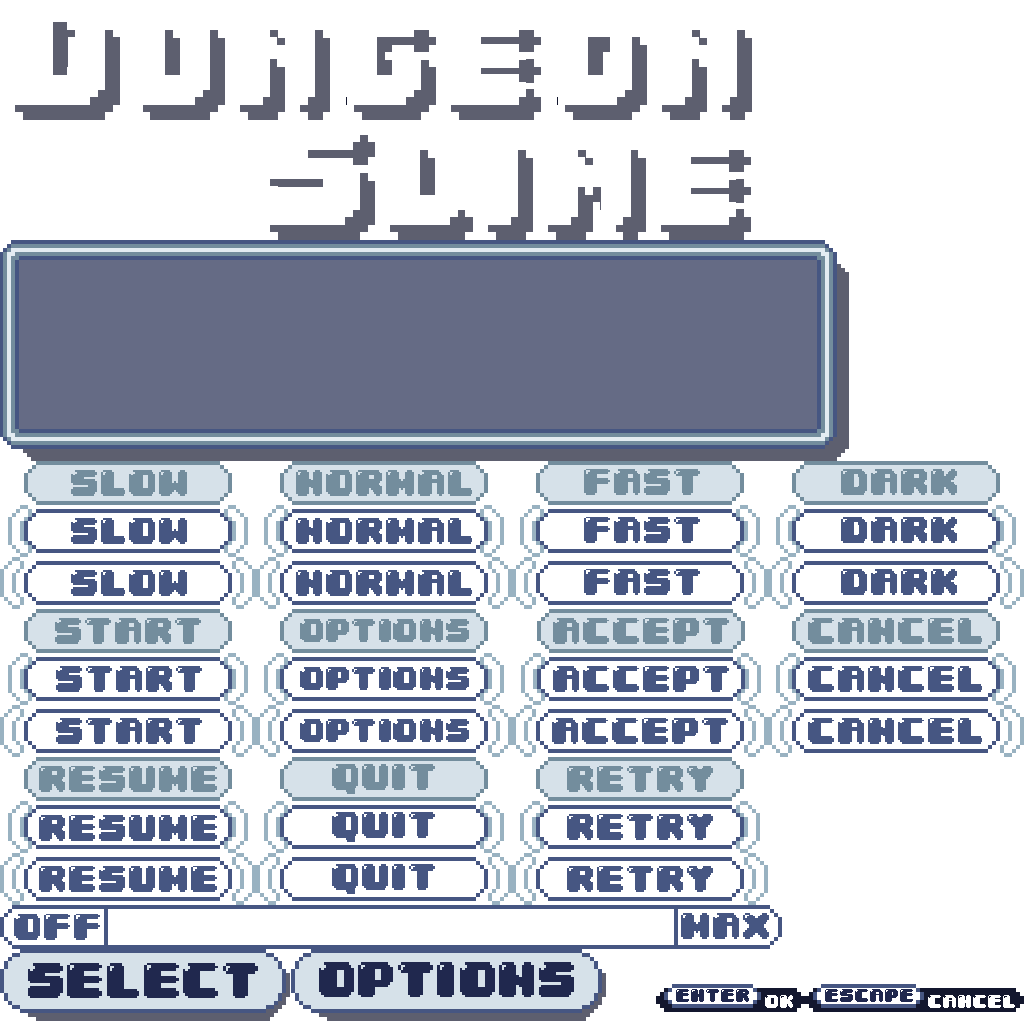 DUNGEON
SLIME
SLOW NORMAL FAST DARK
SLOW NORMAL FAST DARK
SLOW NORMAL FAST DARK
START OPTIONS ACCEPT CANCEL
START OPTIONS ACCEPT CANCEL
START OPTIONS ACCEPT CANCEL
RESUME QUIT RETRY
RESUME QUIT RETRY
RESUME QUIT RETRY
OFF MAX
SELECT OPTIONS ENTER OK ESCAPE CANCEL